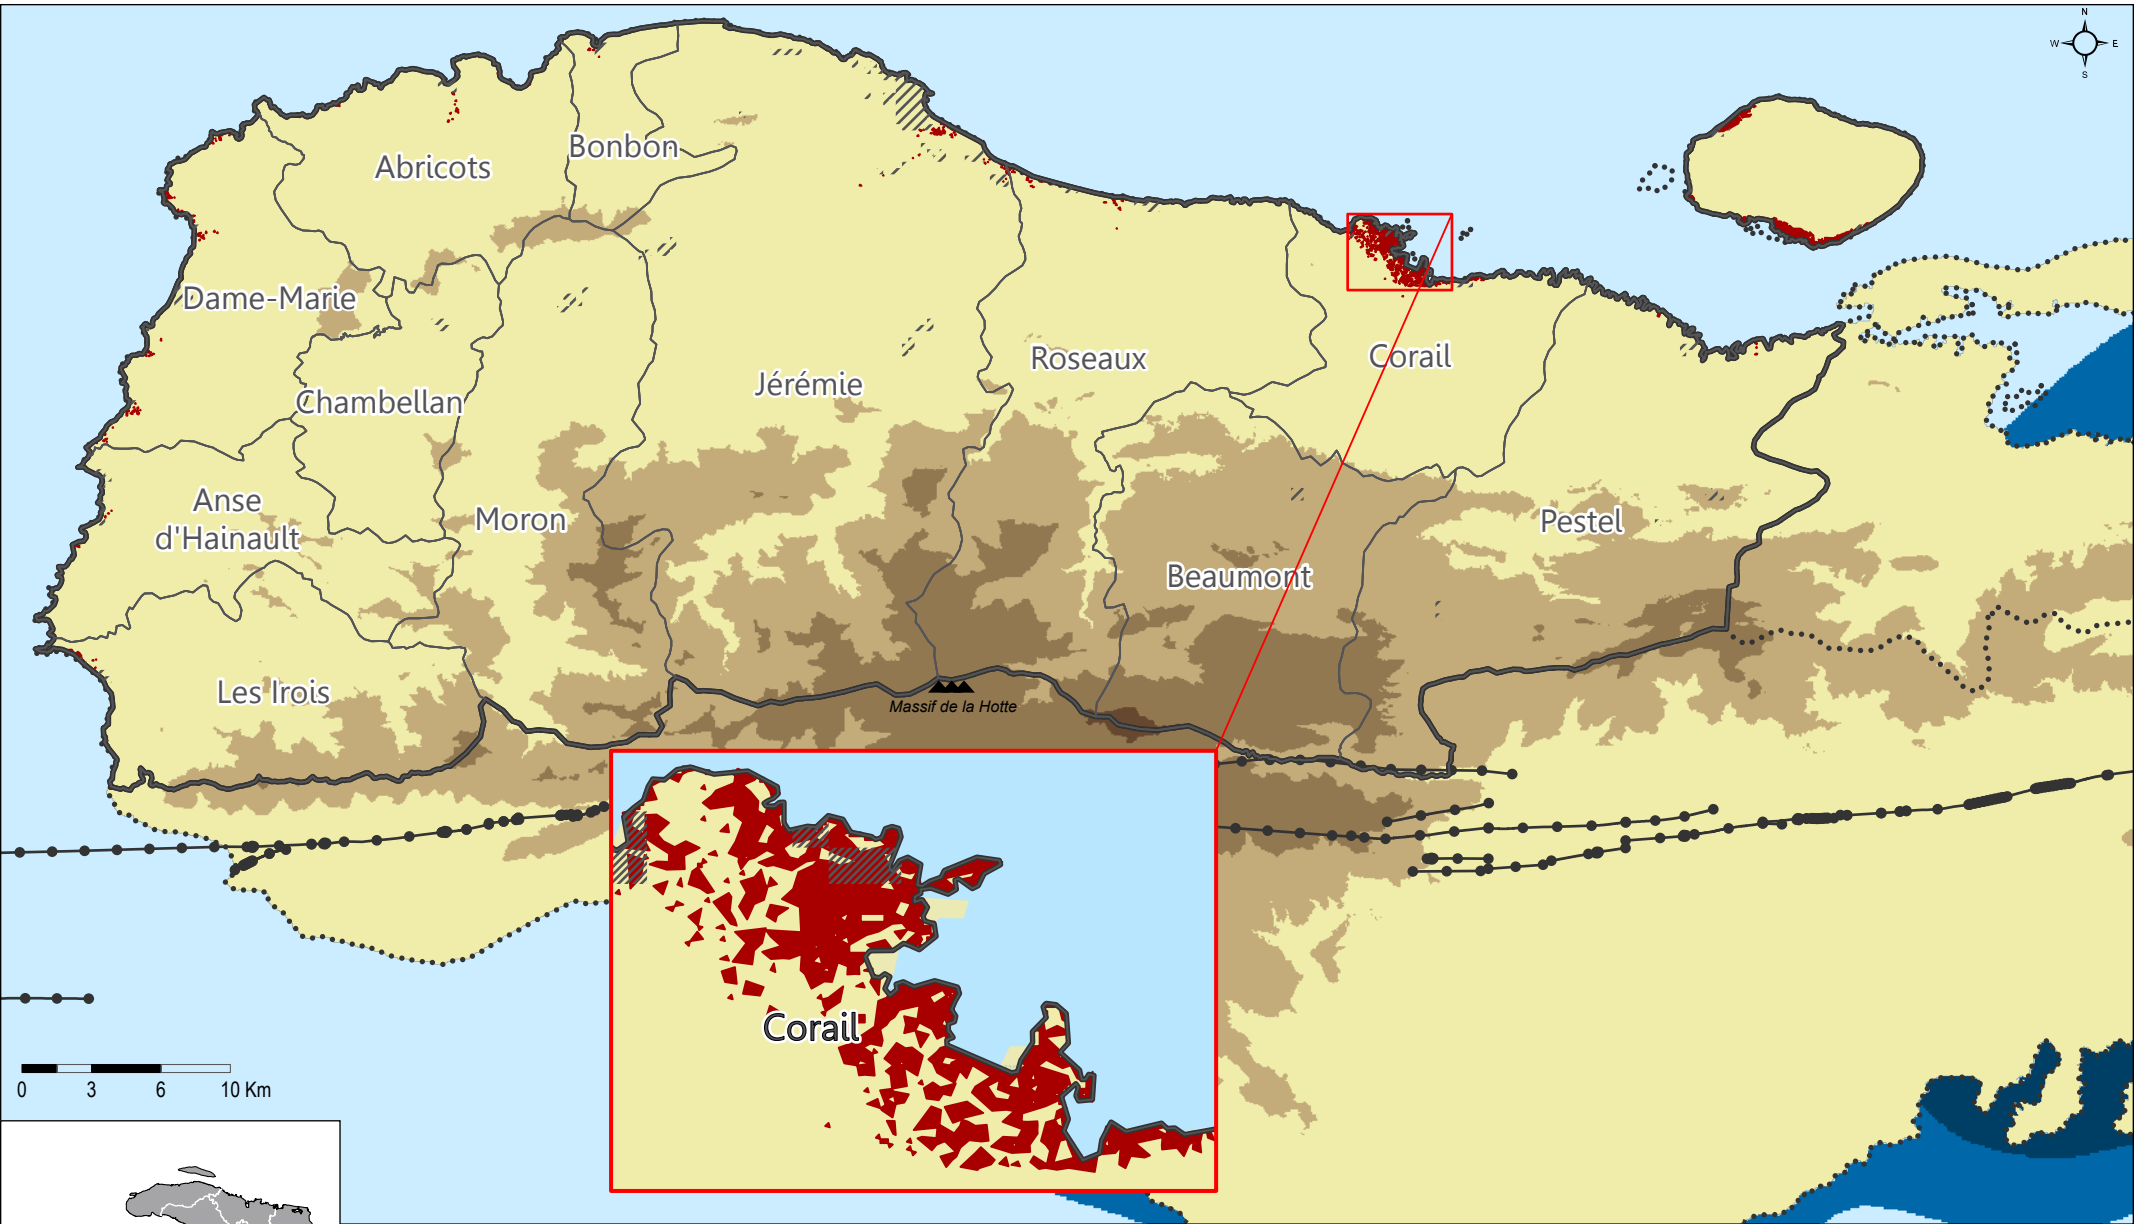 N
W E
S
Bonbon
Abricots
Dame-Marie
Roseaux
Corail
Jérémie
Chambellan
Anse
d'Hainault
Moron
Pestel
Beaumont
Les Irois
Massif de la Hotte
Corail
0 3 6 10 Km